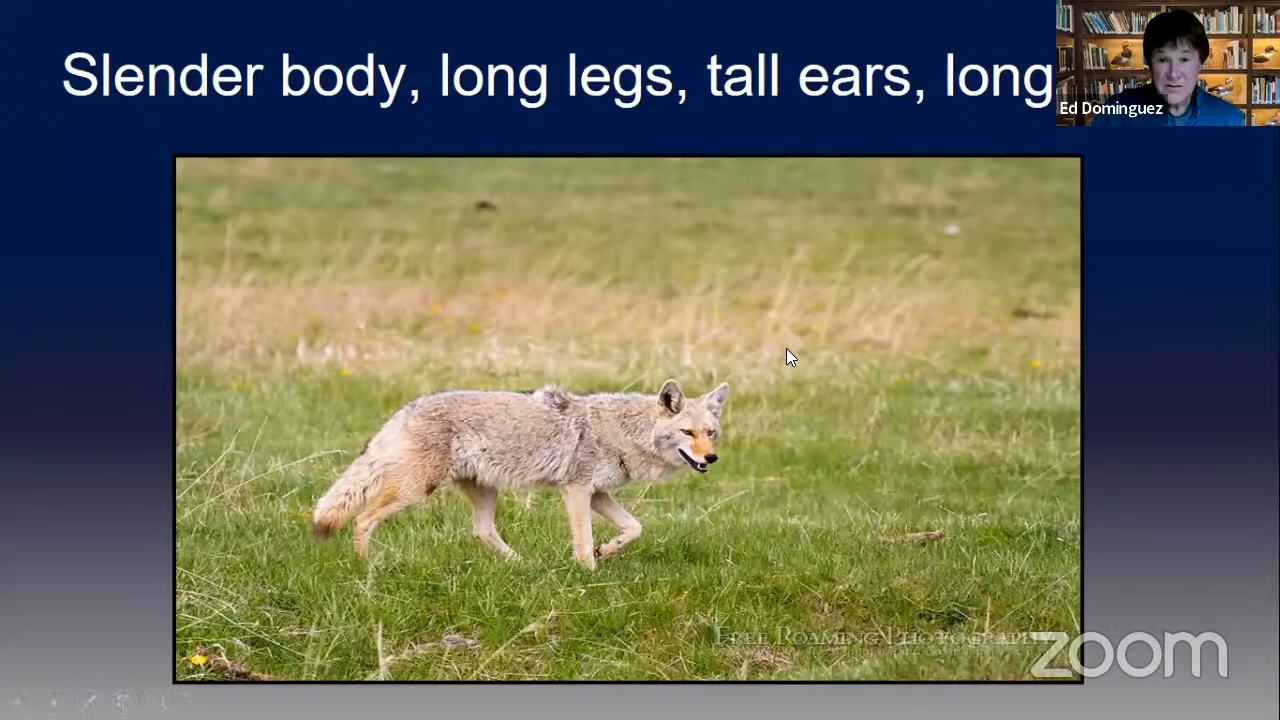 Slender body, long legs, tall ears, long
Ed Dominguez
FREE ROAMING PHOTOGRAPHY
zoom